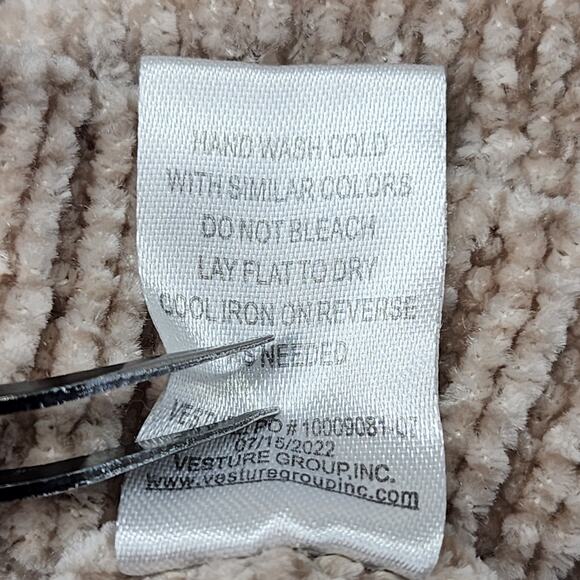 HAND WASH COLD
WITH SIMILAR COLORS
DO NOT BLEACH
LAY FLAT TO DRY
COOL IRON ON REVERSE
NEEDED
PO # 10009081-07
07/15/2022
VESTURE GROUP,INC.
www.vesturegroupinc.com